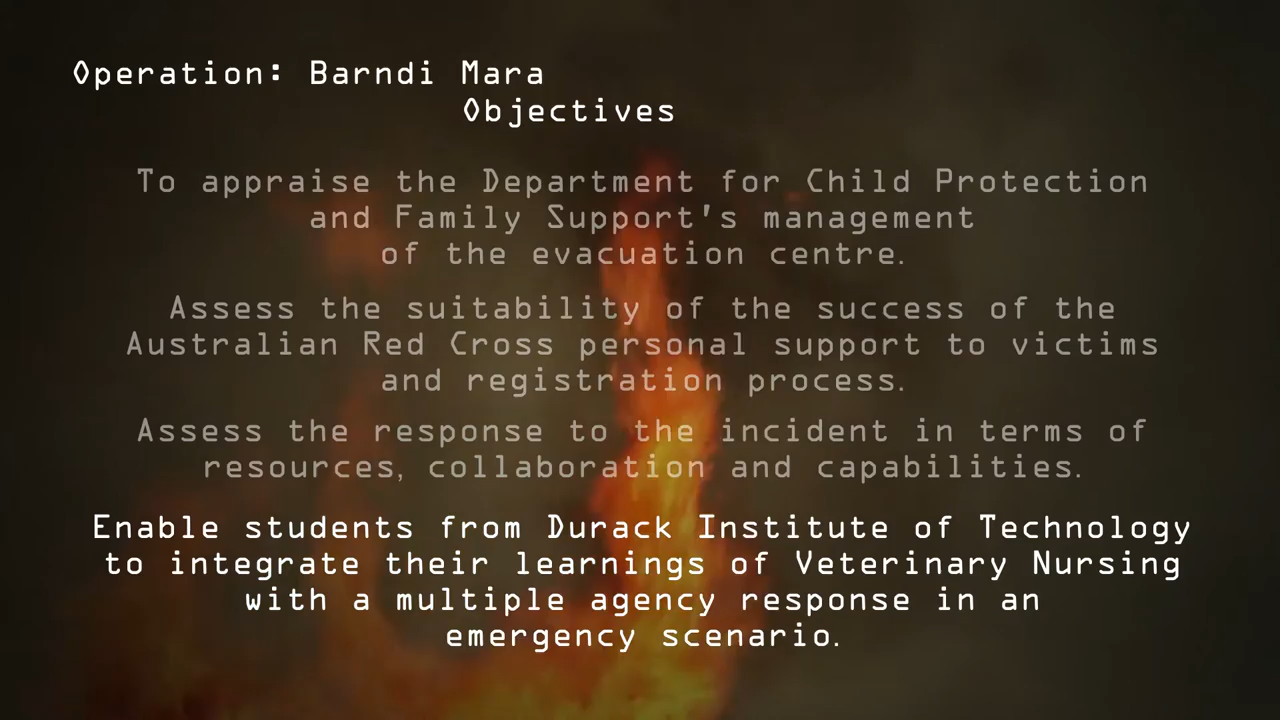 Operation: Barndi Mara
Objectives
To appraise the Department for Child Protection
and Family Support's management
of the evacuation centre.
Assess the suitability of the success of the
Australian Red Cross personal support to victims
and registration process.
Assess the response to the incident in terms of
resources, collaboration and capabilities.
Enable students from Durack Institute of Technology
to integrate their learnings of Veterinary Nursing
with a multiple agency response in an
emergency scenario.